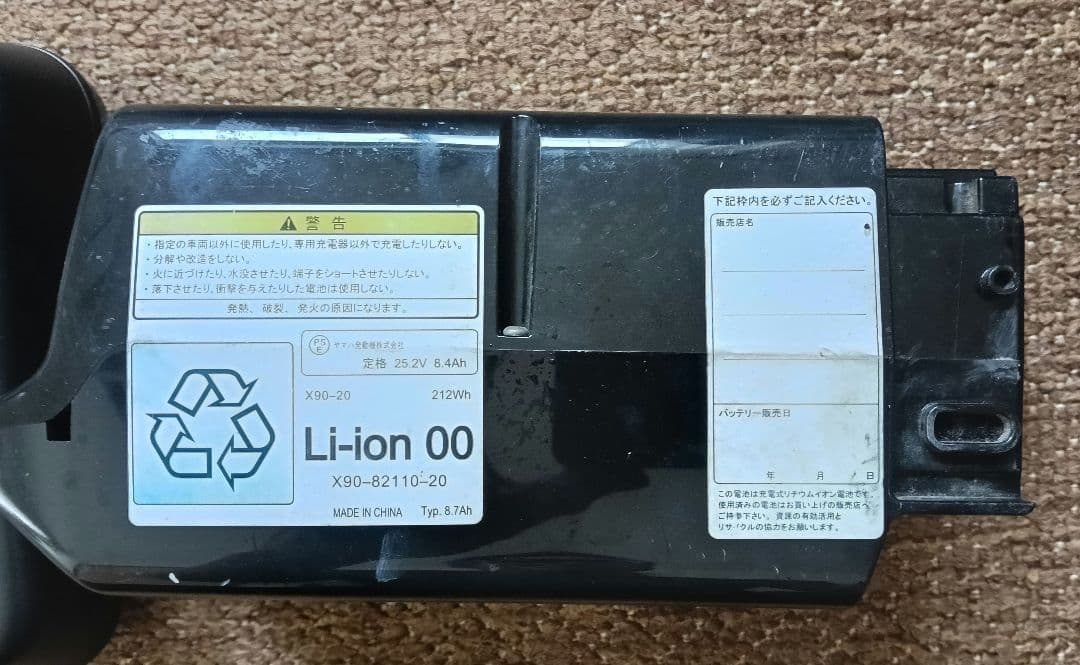 警告
・指定の車両以外に使用したり、専用充電器以外で充電したりしない。
・分解や改造をしない。
・火に近づけたり、水没させたり、端子をショートさせたりしない。
・落下させたり、衝撃を与えたりした電池は使用しない。
発熱、破裂、発火の原因になります。
PS
E
ヤマハ発動機株式会社
定格 25.2V 8.4Ah
X90-20 212Wh
Li-ion 00
X90-82110-20
MADE IN CHINA Typ. 8.7Ah
下記枠内を必ずご記入ください。
販売店名
バッテリー販売日
年 月 日
この電池は充電式リチウムイオン電池です。
使用済みの電池はお買い上げの販売店へ
ご持参下さい。資源の有効活用と
リサイクルの協力をお願いします。